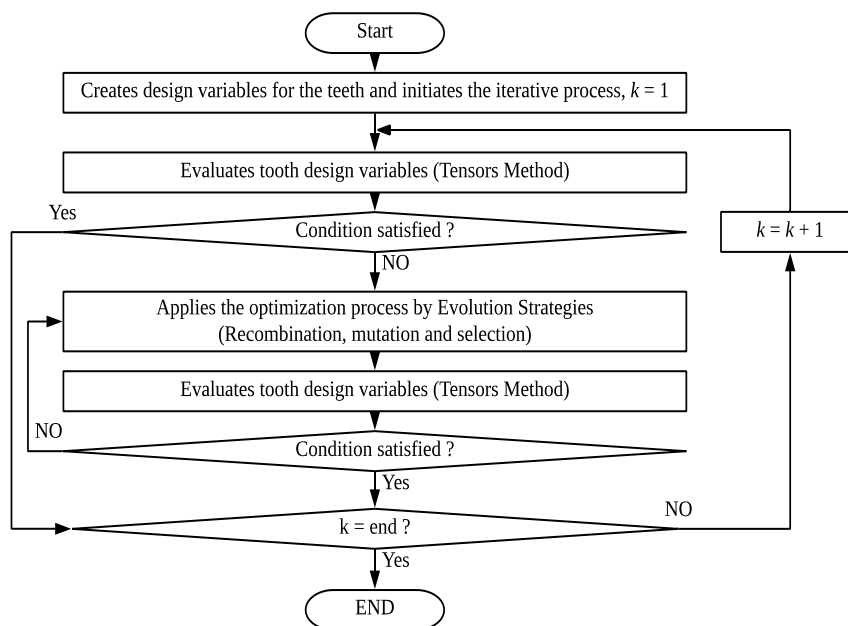 Start
Creates design variables for the teeth and initiates the iterative process, k = 1
Evaluates tooth design variables (Tensors Method)
Yes
Condition satisfied ?
k = k + 1
NO
Applies the optimization process by Evolution Strategies
(Recombination, mutation and selection)
Evaluates tooth design variables (Tensors Method)
NO
Condition satisfied ?
Yes
NO
k = end ?
Yes
END